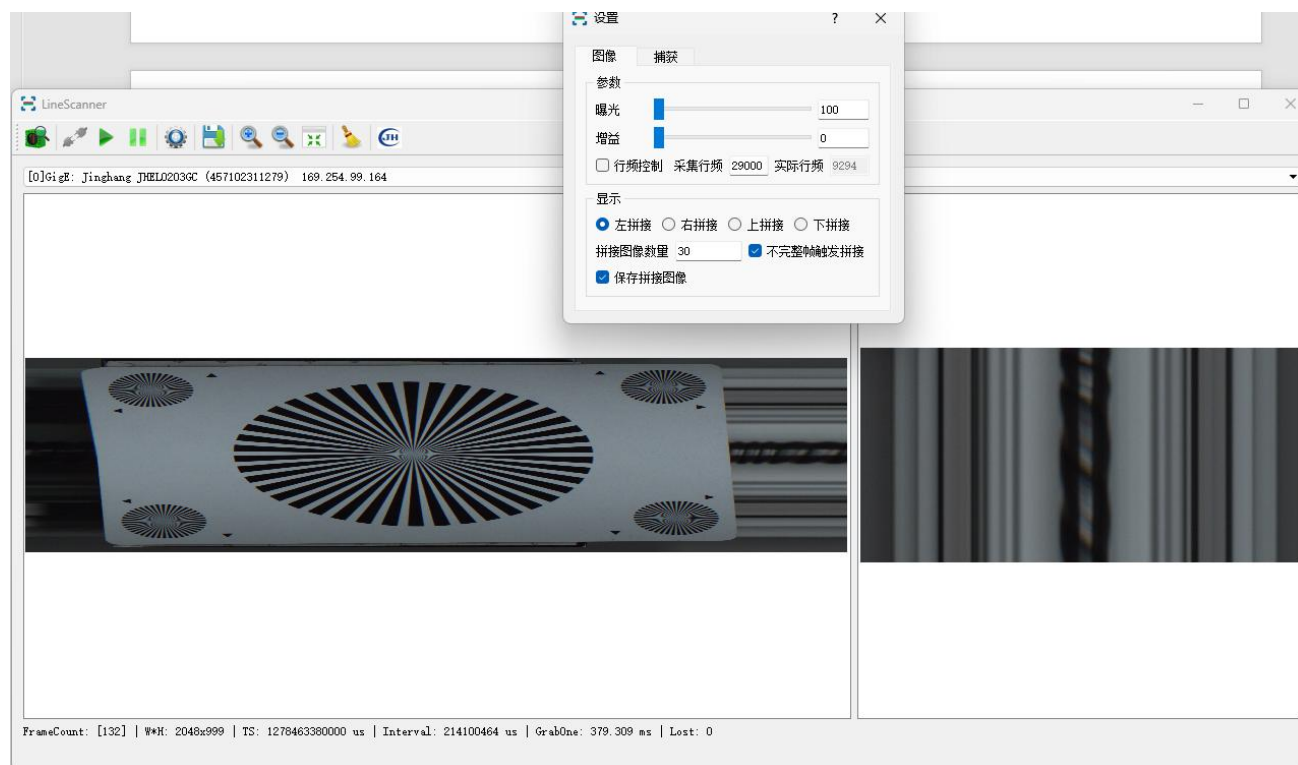 设置
?
图像 捕获
参数
曝光 100
增益 0
行频控制 采集行频 29000 实际行频 9294
显示
左拼接 右拼接 上拼接 下拼接
拼接图像数量 30 不完整帧触发拼接
保存拼接图像
LineScanner
JH
[0]GigE: Jinghang JHEL0203GC (457102311279) 169.254.99.164
FrameCount: [132] | W*H: 2048x999 | TS: 1278463380000 us | Interval: 214100464 us | GrabOne: 379.309 ms | Lost: 0